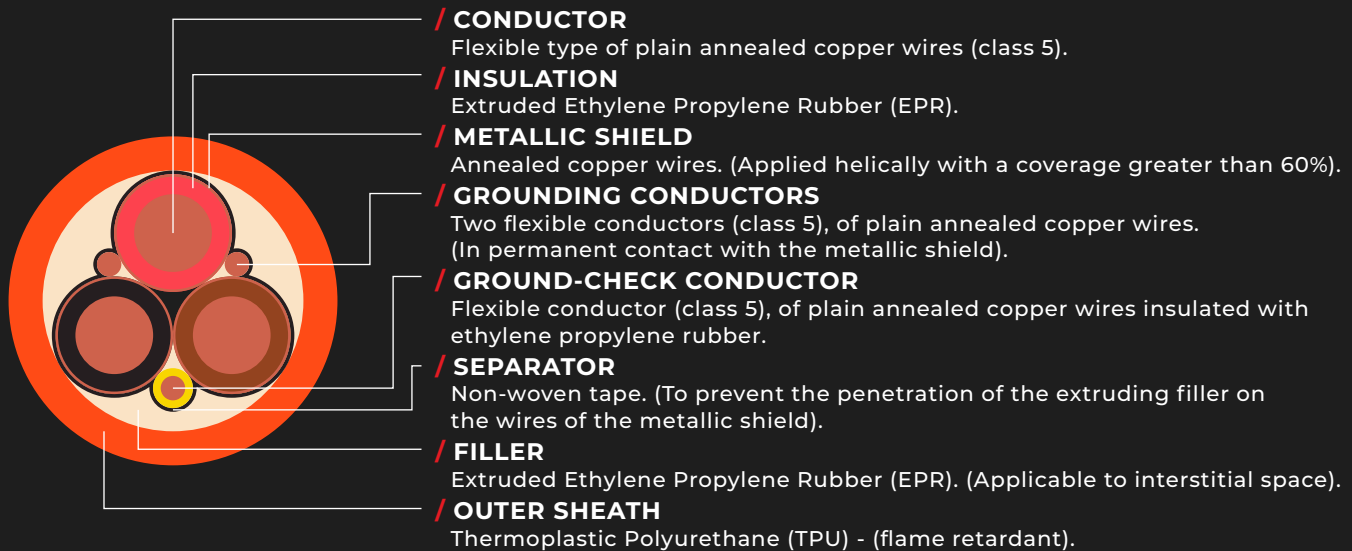 / CONDUCTOR
Flexible type of plain annealed copper wires (class 5).
/ INSULATION
Extruded Ethylene Propylene Rubber (EPR).
/ METALLIC SHIELD
Annealed copper wires. (Applied helically with a coverage greater than 60%).
/ GROUNDING CONDUCTORS
Two flexible conductors (class 5), of plain annealed copper wires.
(In permanent contact with the metallic shield).
/ GROUND-CHECK CONDUCTOR
Flexible conductor (class 5), of plain annealed copper wires insulated with
ethylene propylene rubber.
/ SEPARATOR
Non-woven tape. (To prevent the penetration of the extruding filler on
the wires of the metallic shield).
/ FILLER
Extruded Ethylene Propylene Rubber (EPR). (Applicable to interstitial space).
/ OUTER SHEATH
Thermoplastic Polyurethane (TPU) - (flame retardant).